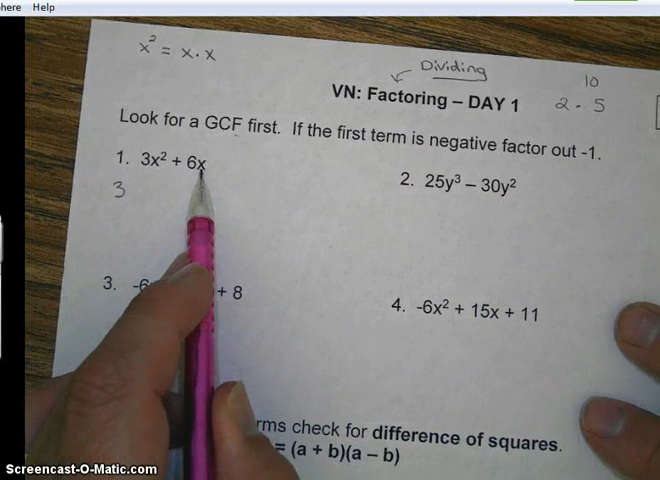 here Help
x² = x · x
Dividing
10
2 · 5
VN: Factoring – DAY 1
Look for a GCF first. If the first term is negative factor out -1.
1. 3x² + 6x
3
2. 25y³ – 30y²
3. -6 + 8
4. -6x² + 15x + 11
rms check for difference of squares.
= (a + b)(a – b)
Screencast-O-Matic.com